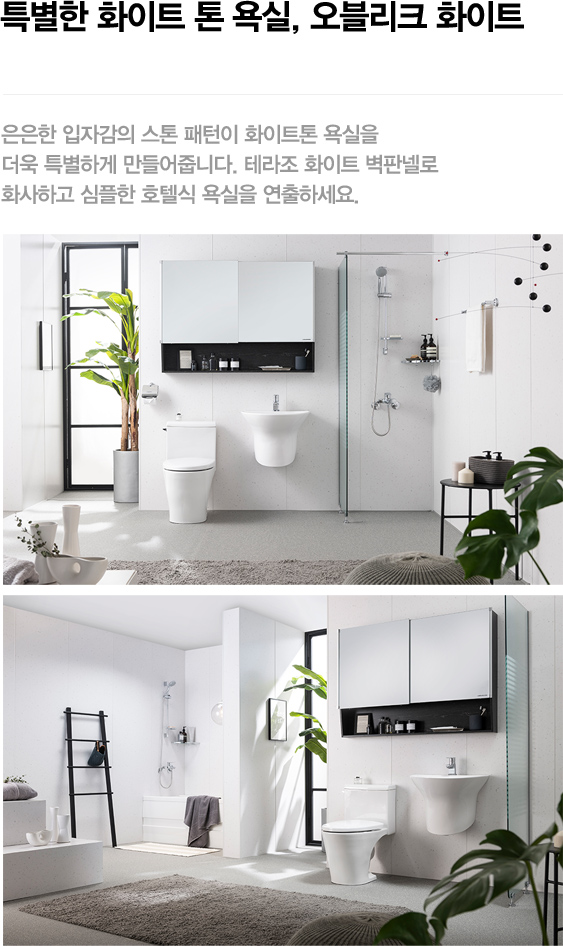 특별한 화이트 톤 욕실, 오블리크 화이트
은은한 입자감의 스톤 패턴이 화이트톤 욕실을
더욱 특별하게 만들어줍니다. 테라조 화이트 벽판넬로
화사하고 심플한 호텔식 욕실을 연출하세요.